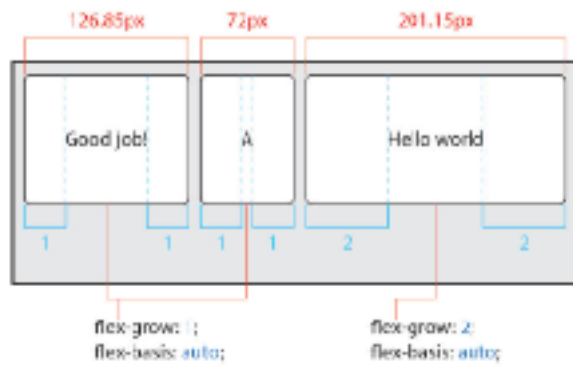 126.85px 72px 201.15px
Good job! A Hello world
1 1 1 1 2 2
flex-grow: 1; flex-grow: 2;
flex-basis: auto; flex-basis: auto;